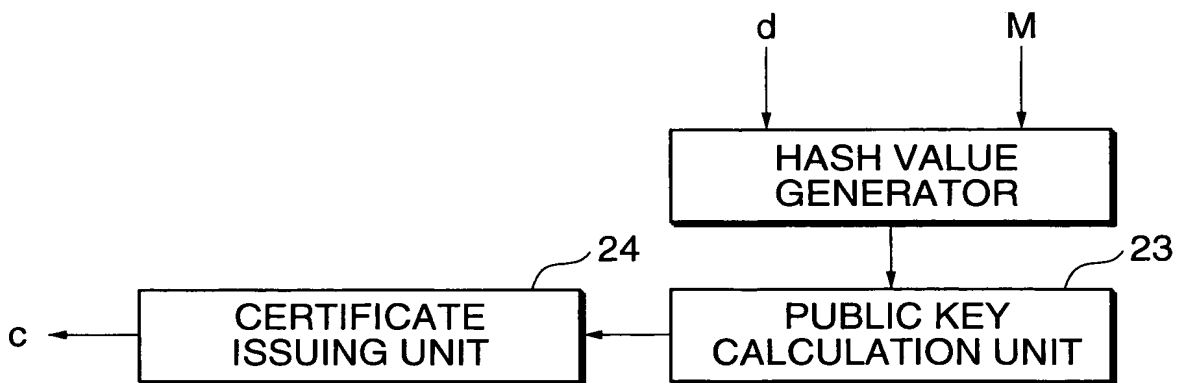 d M
HASH VALUE
GENERATOR
24 23
CERTIFICATE
ISSUING UNIT
PUBLIC KEY
CALCULATION UNIT
c